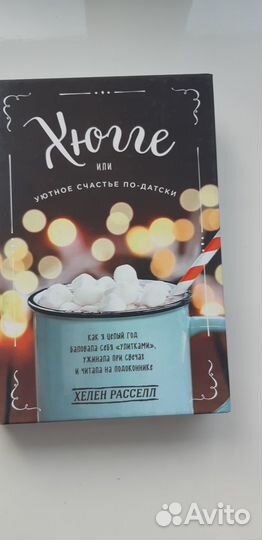 Хюгге
или
уютное счастье по-датски
как я целый год
баловала себя «улитками»,
ужинала при свечах
и читала на подоконнике
Хелен Расселл
Avito